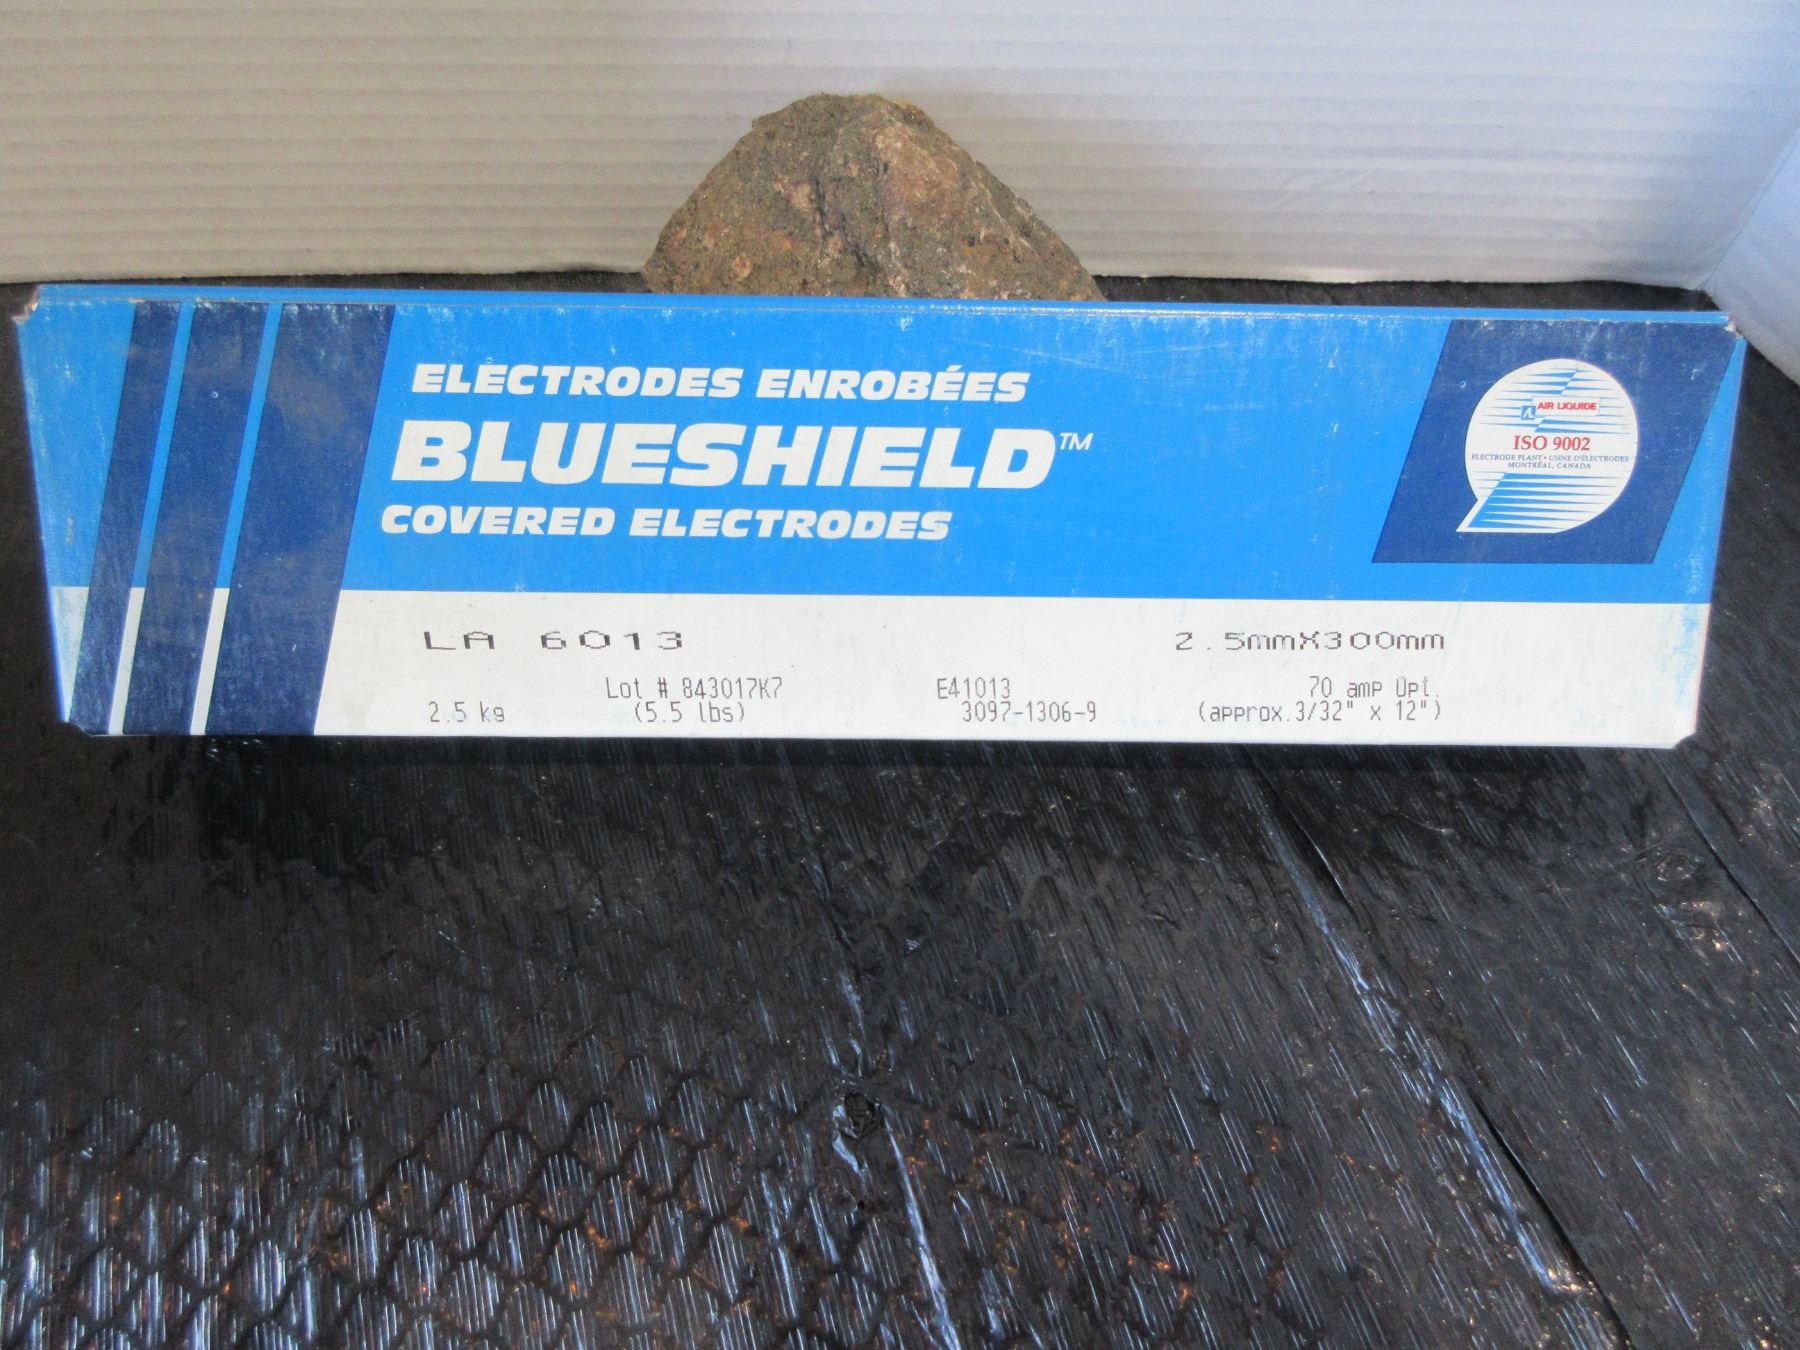 ELECTRODES ENROBÉES
BLUESHIELD™
COVERED ELECTRODES
AIR LIQUIDE
ISO 9002
ELECTRODE PLANT • USINE D'ÉLECTRODES
MONTRÉAL, CANADA
LA 6013 2.5mmX300mm
Lot # 843017K7 E41013 70 amp Opt.
2.5 kg (5.5 lbs) 3097-1306-9 (approx.3/32" x 12")